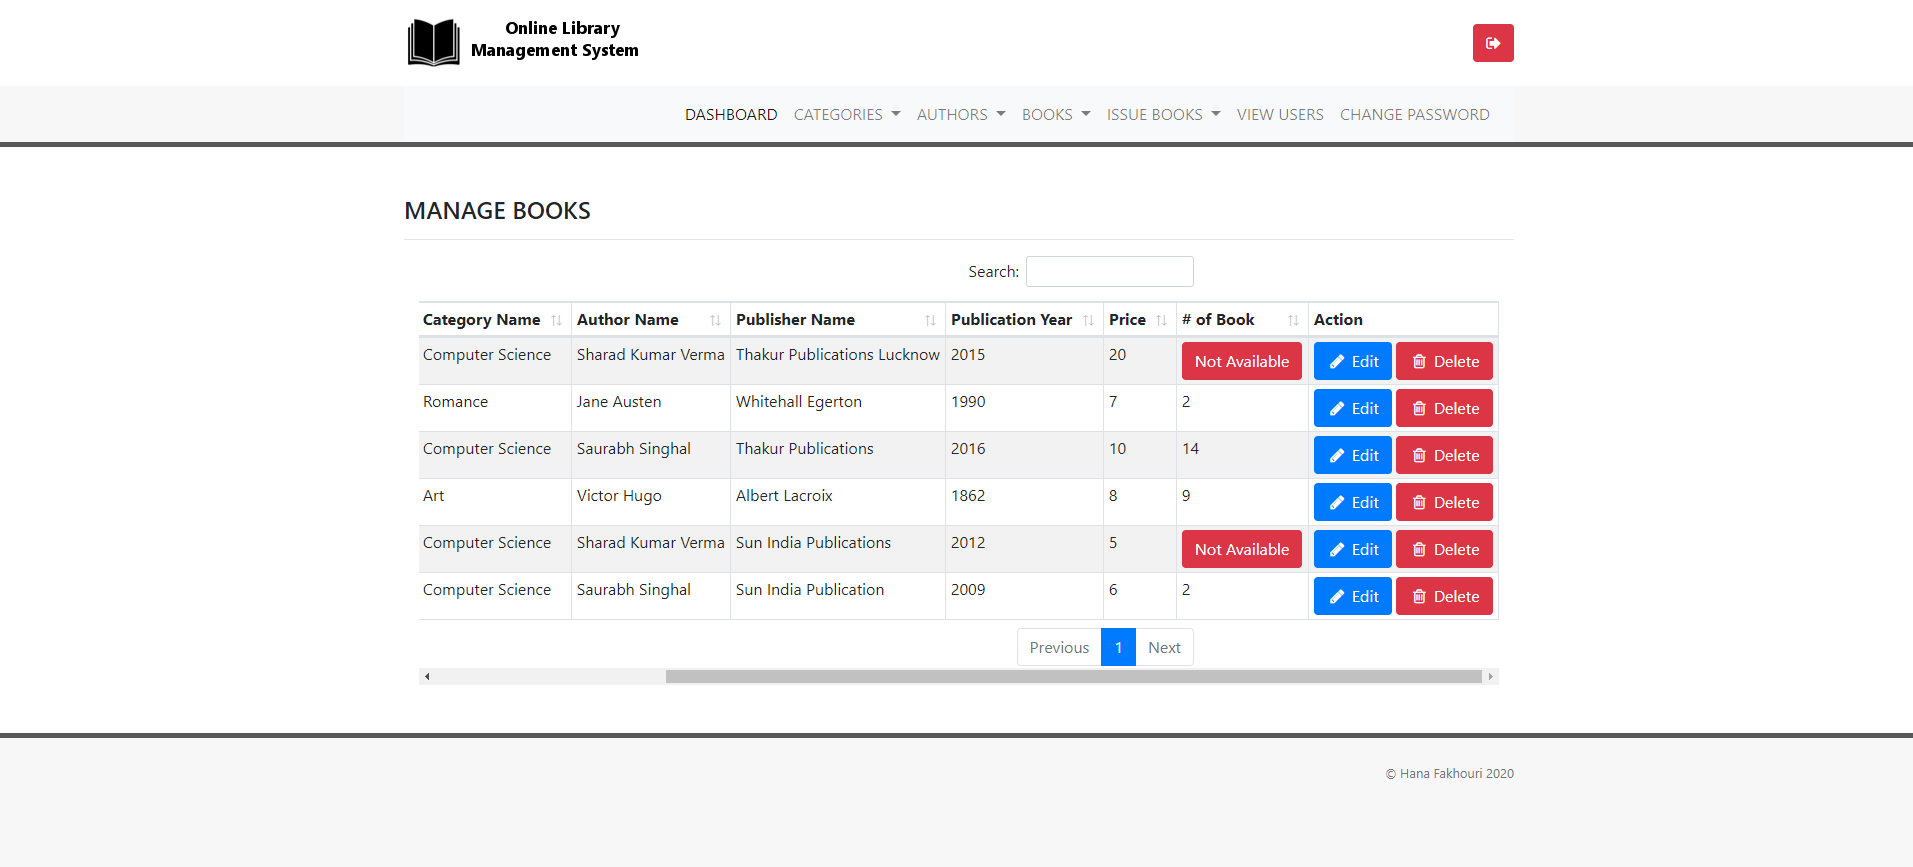 Online Library
Management System
DASHBOARD CATEGORIES AUTHORS BOOKS ISSUE BOOKS VIEW USERS CHANGE PASSWORD
MANAGE BOOKS
Search:
Category Name Author Name Publisher Name Publication Year Price # of Book Action
Computer Science Sharad Kumar Verma Thakur Publications Lucknow 2015 20 Not Available Edit Delete
Romance Jane Austen Whitehall Egerton 1990 7 2 Edit Delete
Computer Science Saurabh Singhal Thakur Publications 2016 10 14 Edit Delete
Art Victor Hugo Albert Lacroix 1862 8 9 Edit Delete
Computer Science Sharad Kumar Verma Sun India Publications 2012 5 Not Available Edit Delete
Computer Science Saurabh Singhal Sun India Publication 2009 6 2 Edit Delete
Previous 1 Next
© Hana Fakhouri 2020